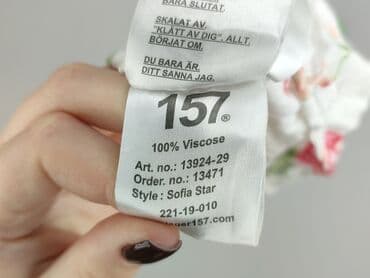 BARA SLUTAT.
SKALAT AV.
"KLÄTT AV DIG". ALLT.
BÖRJAT OM.
DU BARA ÄR.
DITT SANNA JAG.
157®
100% Viscose
Art. no.: 13924-29
Order. no.: 13471
Style : Sofia Star
221-19-010